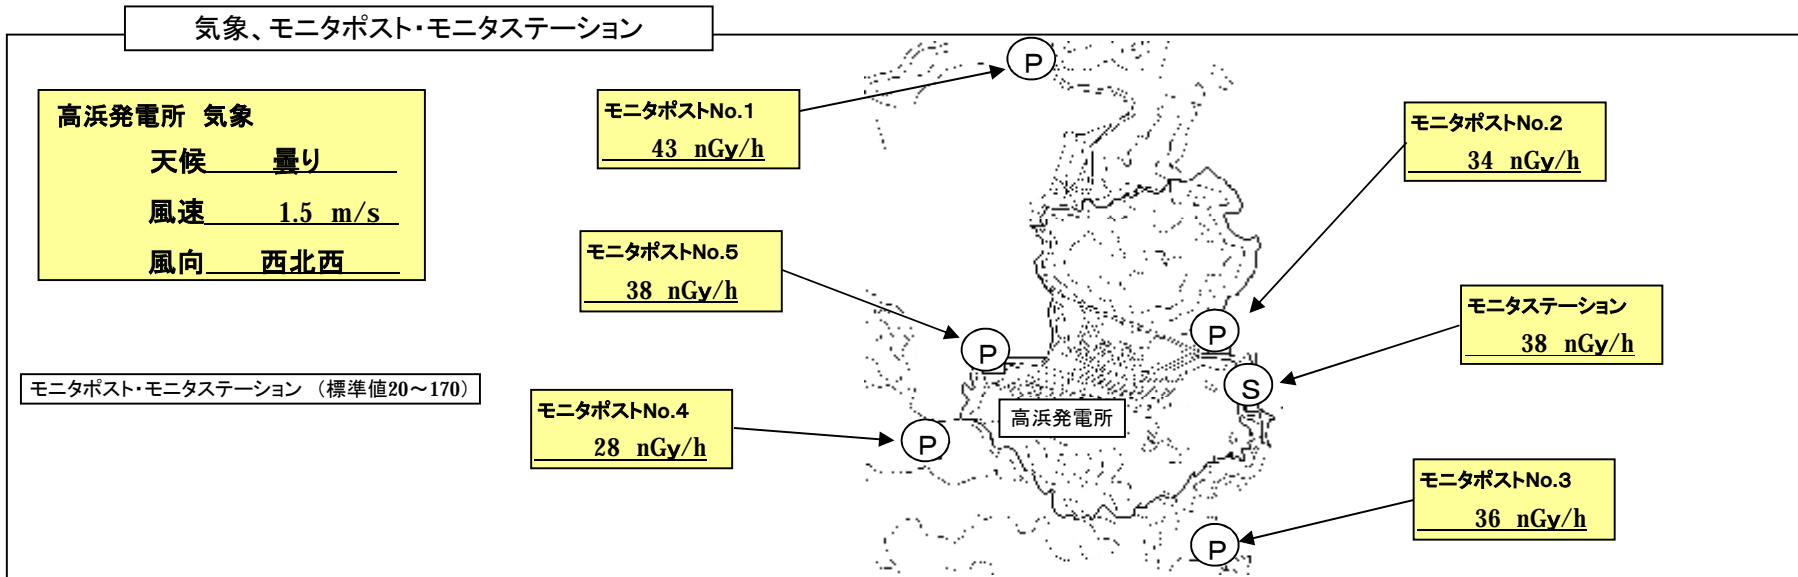 気象、モニタポスト・モニタステーション
高浜発電所 気象
天候 曇り
風速 1.5 m/s
風向 西北西
モニタポストNo.1
43 nGy/h
モニタポストNo.2
34 nGy/h
モニタポストNo.5
38 nGy/h
モニタステーション
38 nGy/h
モニタポスト・モニタステーション (標準値20~170)
モニタポストNo.4
28 nGy/h
高浜発電所
モニタポストNo.3
36 nGy/h
P
P
P
S
P
P